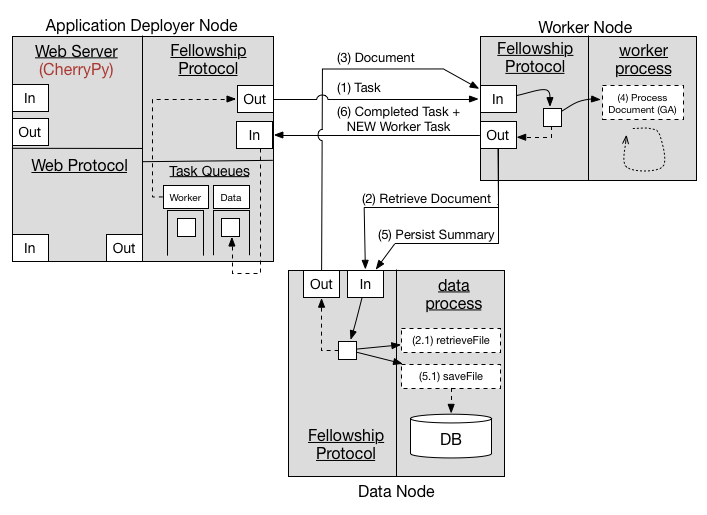 Application Deployer Node
Web Server
(CherryPy)
In
Out
Web Protocol
In
Out
Fellowship
Protocol
Out
In
Task Queues
Worker
Data
(3) Document
(1) Task
(6) Completed Task +
NEW Worker Task
(2) Retrieve Document
(5) Persist Summary
Worker Node
Fellowship
Protocol
In
Out
worker
process
(4) Process
Document (GA)
Out
In
data
process
(2.1) retrieveFile
(5.1) saveFile
DB
Fellowship
Protocol
Data Node